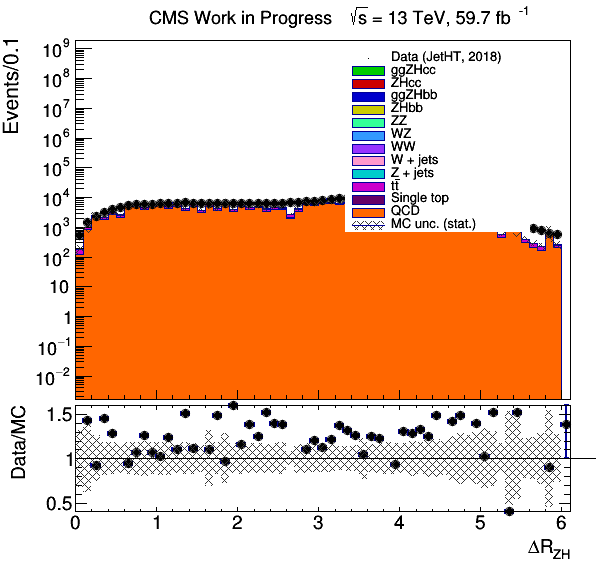 CMS Work in Progress √s = 13 TeV, 59.7 fb⁻¹
Events/0.1
10⁹
10⁸
10⁷
10⁶
10⁵
10⁴
10³
10²
10
1
10⁻¹
10⁻²
Data (JetHT, 2018)
ggZHcc
ZHcc
ggZHbb
ZHbb
ZZ
WZ
WW
W + jets
Z + jets
tt̄
Single top
QCD
MC unc. (stat.)
Data/MC
1.5
1
0.5
0 1 2 3 4 5 6
ΔR_ZH